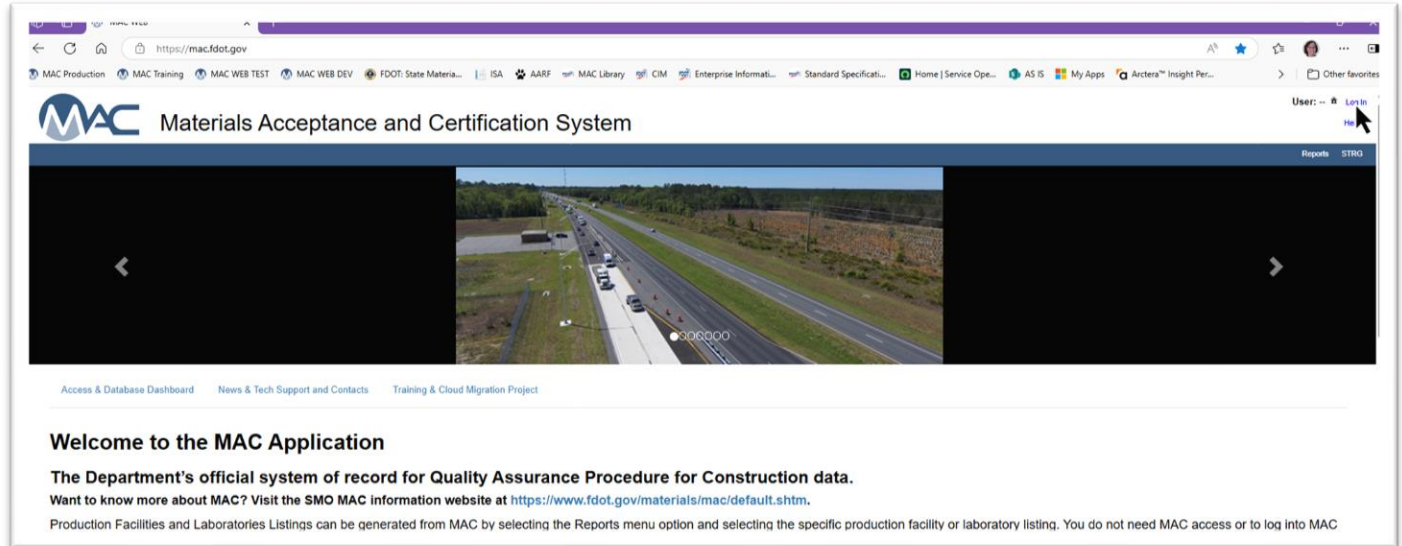 MAC WEB
https://mac.fdot.gov
MAC Production MAC Training MAC WEB TEST MAC WEB DEV FDOT: State Materia... ISA AARF MAC Library CIM Enterprise Informati... Standard Specificati... Home | Service Ope... AS IS My Apps Arctera™ Insight Per... Other favorites
MAC Materials Acceptance and Certification System
User: -- Log In
Reports STRG
Access & Database Dashboard News & Tech Support and Contacts Training & Cloud Migration Project
Welcome to the MAC Application
The Department's official system of record for Quality Assurance Procedure for Construction data.
Want to know more about MAC? Visit the SMO MAC information website at https://www.fdot.gov/materials/mac/default.shtm.
Production Facilities and Laboratories Listings can be generated from MAC by selecting the Reports menu option and selecting the specific production facility or laboratory listing. You do not need MAC access or to log into MAC